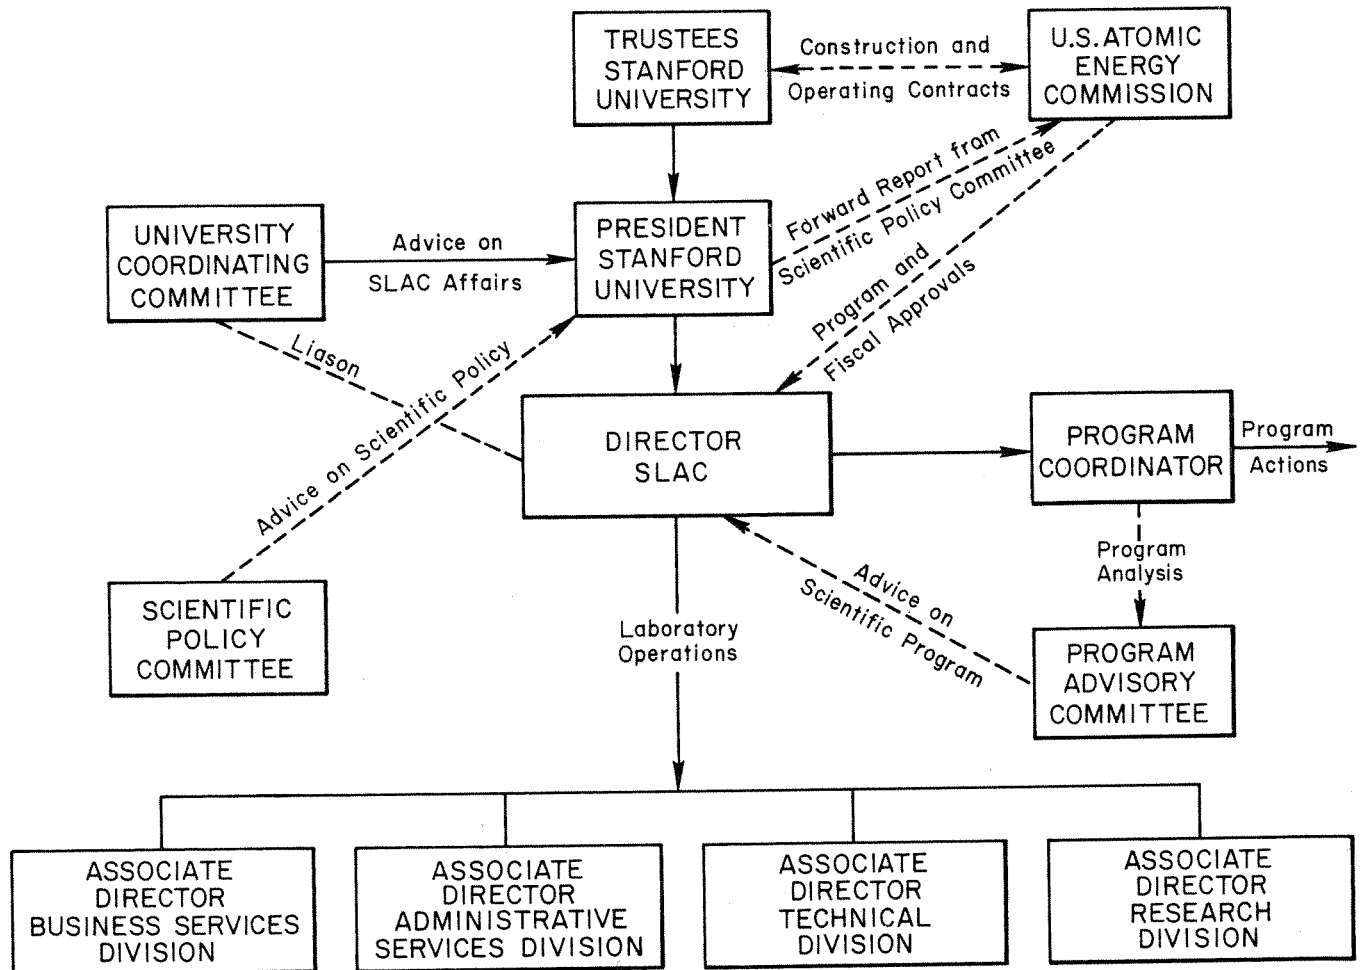 TRUSTEES
STANFORD
UNIVERSITY
Construction and
Operating Contracts
U.S. ATOMIC
ENERGY
COMMISSION
UNIVERSITY
COORDINATING
COMMITTEE
Advice on
SLAC Affairs
PRESIDENT
STANFORD
UNIVERSITY
Forward Report from
Scientific Policy Committee
Program and
Fiscal Approvals
Liason
Advice on Scientific Policy
DIRECTOR
SLAC
PROGRAM
COORDINATOR
Program
Actions
Program
Analysis
Advice on
Scientific Program
SCIENTIFIC
POLICY
COMMITTEE
Laboratory
Operations
PROGRAM
ADVISORY
COMMITTEE
ASSOCIATE
DIRECTOR
BUSINESS SERVICES
DIVISION
ASSOCIATE
DIRECTOR
ADMINISTRATIVE
SERVICES DIVISION
ASSOCIATE
DIRECTOR
TECHNICAL
DIVISION
ASSOCIATE
DIRECTOR
RESEARCH
DIVISION